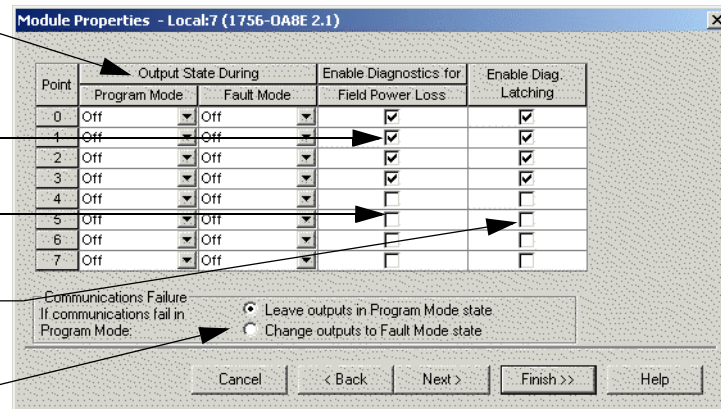 Module Properties - Local:7 (1756-OA8E 2.1)
Point Output State During Enable Diagnostics for Enable Diag. Latching
Program Mode Fault Mode Field Power Loss
0 Off Off
1 Off Off
2 Off Off
3 Off Off
4 Off Off
5 Off Off
6 Off Off
7 Off Off
Communications Failure
If communications fail in Program Mode:
Leave outputs in Program Mode state
Change outputs to Fault Mode state
Cancel < Back Next > Finish >> Help